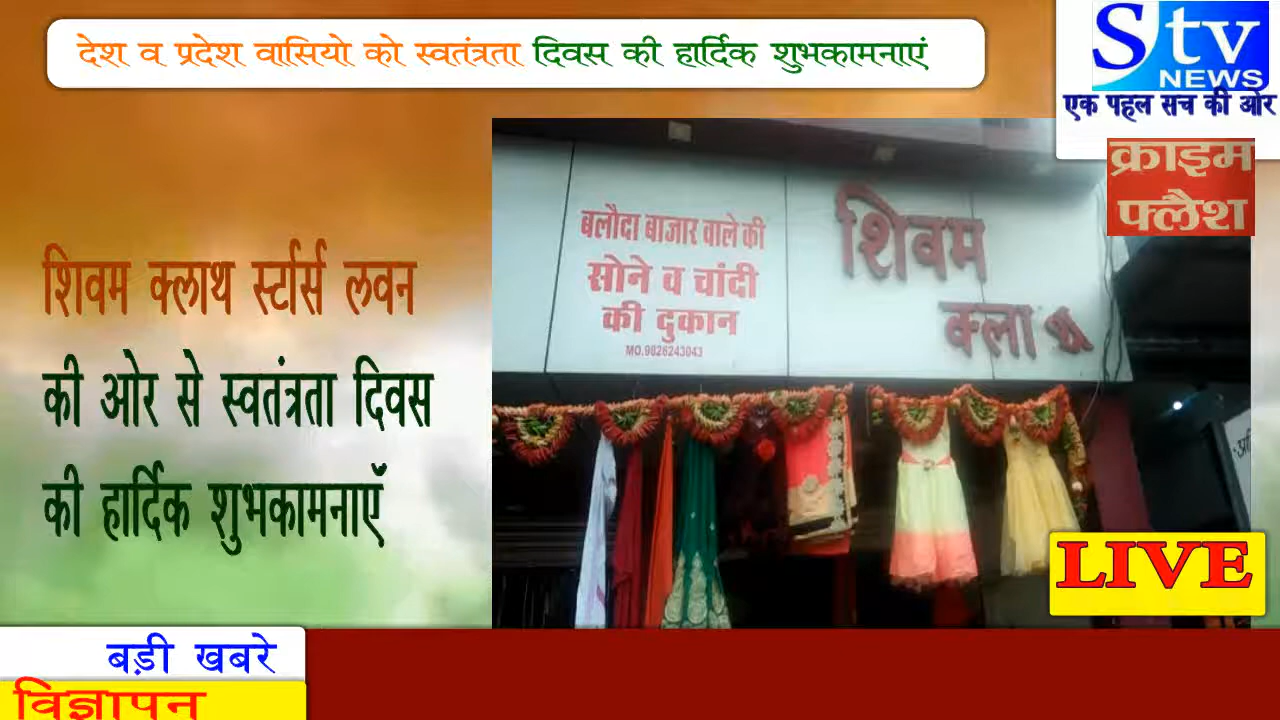 देश व प्रदेश वासियो को स्वतंत्रता दिवस की हार्दिक शुभकामनाएं
Stv
NEWS
एक पहल सच की ओर
क्राइम
फ्लैश
शिवम क्लाथ र्स्टार्स लवन
की ओर से स्वतंत्रता दिवस
की हार्दिक शुभकामनाएॅ
बलौदा बाजार वाले की
सोने व चांदी
की दुकान
MO.9826243043
शिवम
क्लाथ
LIVE
बड़ी खबरे
विज्ञापन